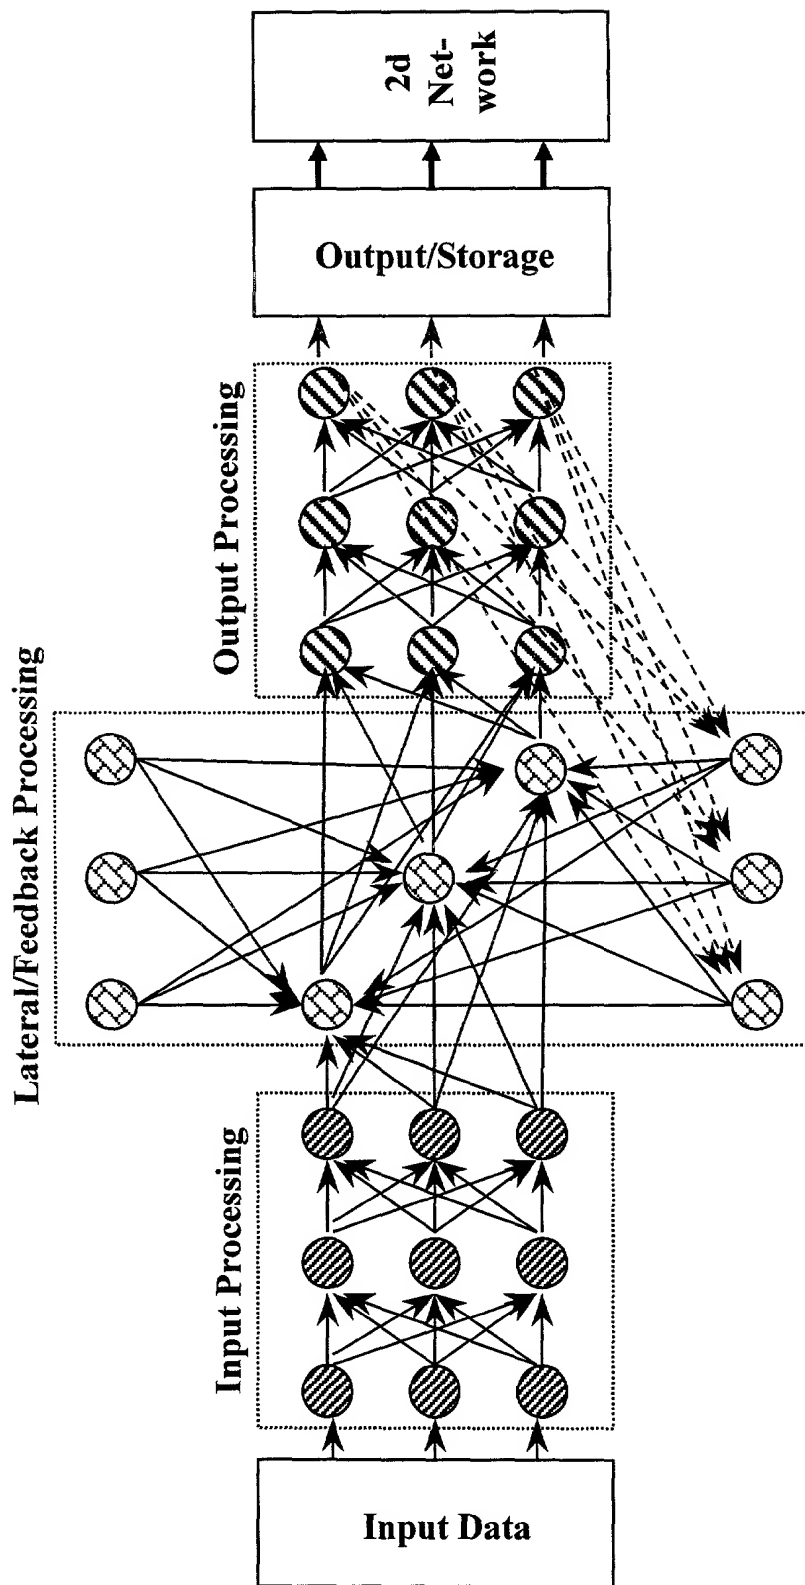 2d
Net-
work
Output/Storage
Output Processing
Lateral/Feedback Processing
Input Processing
Input Data